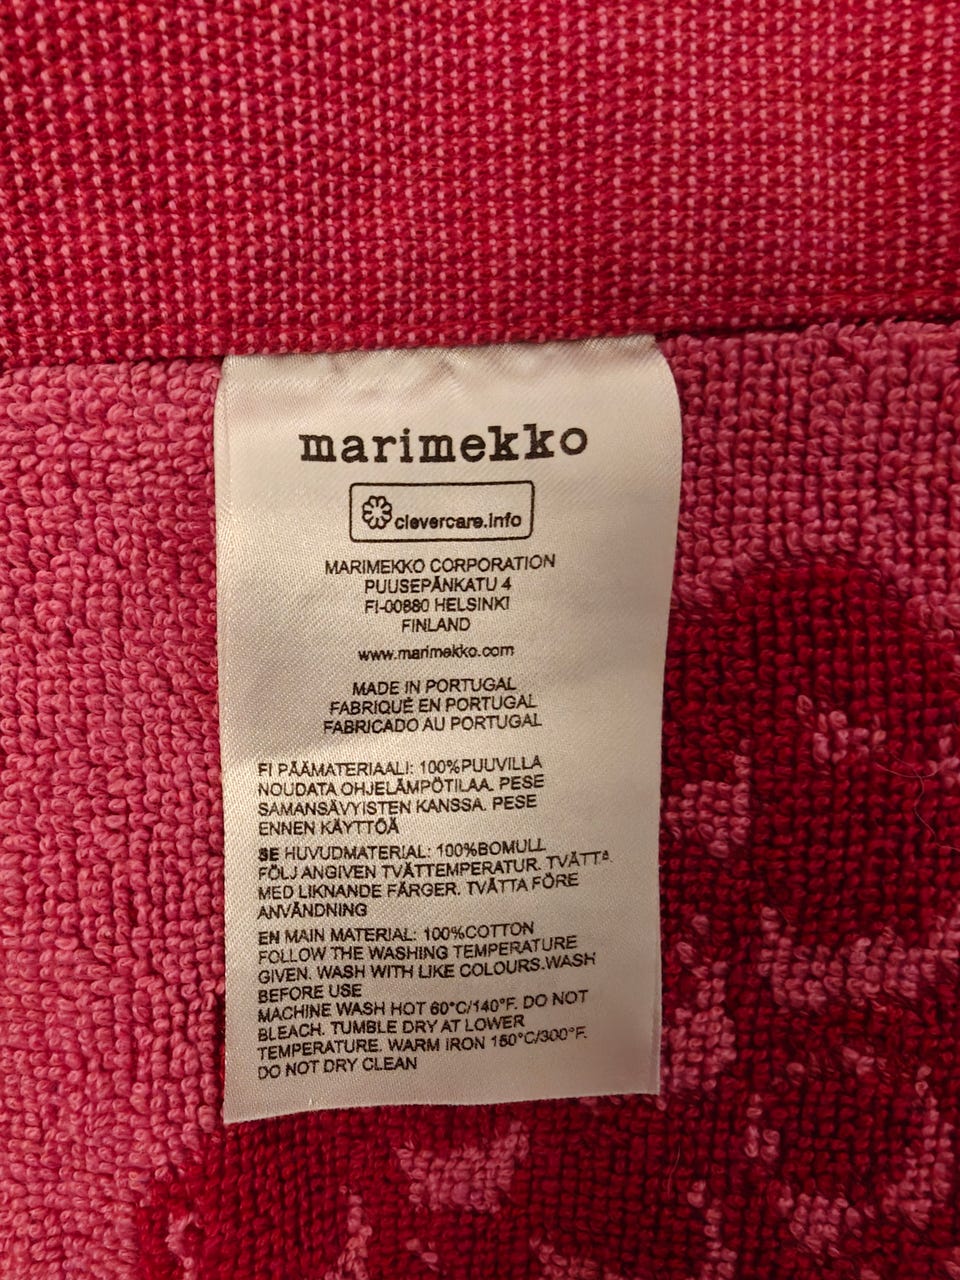 marimekko
clevercare.info
MARIMEKKO CORPORATION
PUUSEPÄNKATU 4
FI-00880 HELSINKI
FINLAND
www.marimekko.com
MADE IN PORTUGAL
FABRIQUÉ EN PORTUGAL
FABRICADO AU PORTUGAL
FI PÄÄMATERIAALI: 100%PUUVILLA
NOUDATA OHJELÄMPÖTILAA. PESE
SAMANSÄVYISTEN KANSSA. PESE
ENNEN KÄYTTÖÄ
SE HUVUDMATERIAL: 100%BOMULL
FÖLJ ANGIVEN TVÄTTEMPERATUR. TVÄTTA
MED LIKNANDE FÄRGER. TVÄTTA FÖRE
ANVÄNDNING
EN MAIN MATERIAL: 100%COTTON
FOLLOW THE WASHING TEMPERATURE
GIVEN. WASH WITH LIKE COLOURS.WASH
BEFORE USE
MACHINE WASH HOT 60°C/140°F. DO NOT
BLEACH. TUMBLE DRY AT LOWER
TEMPERATURE. WARM IRON 150°C/300°F.
DO NOT DRY CLEAN